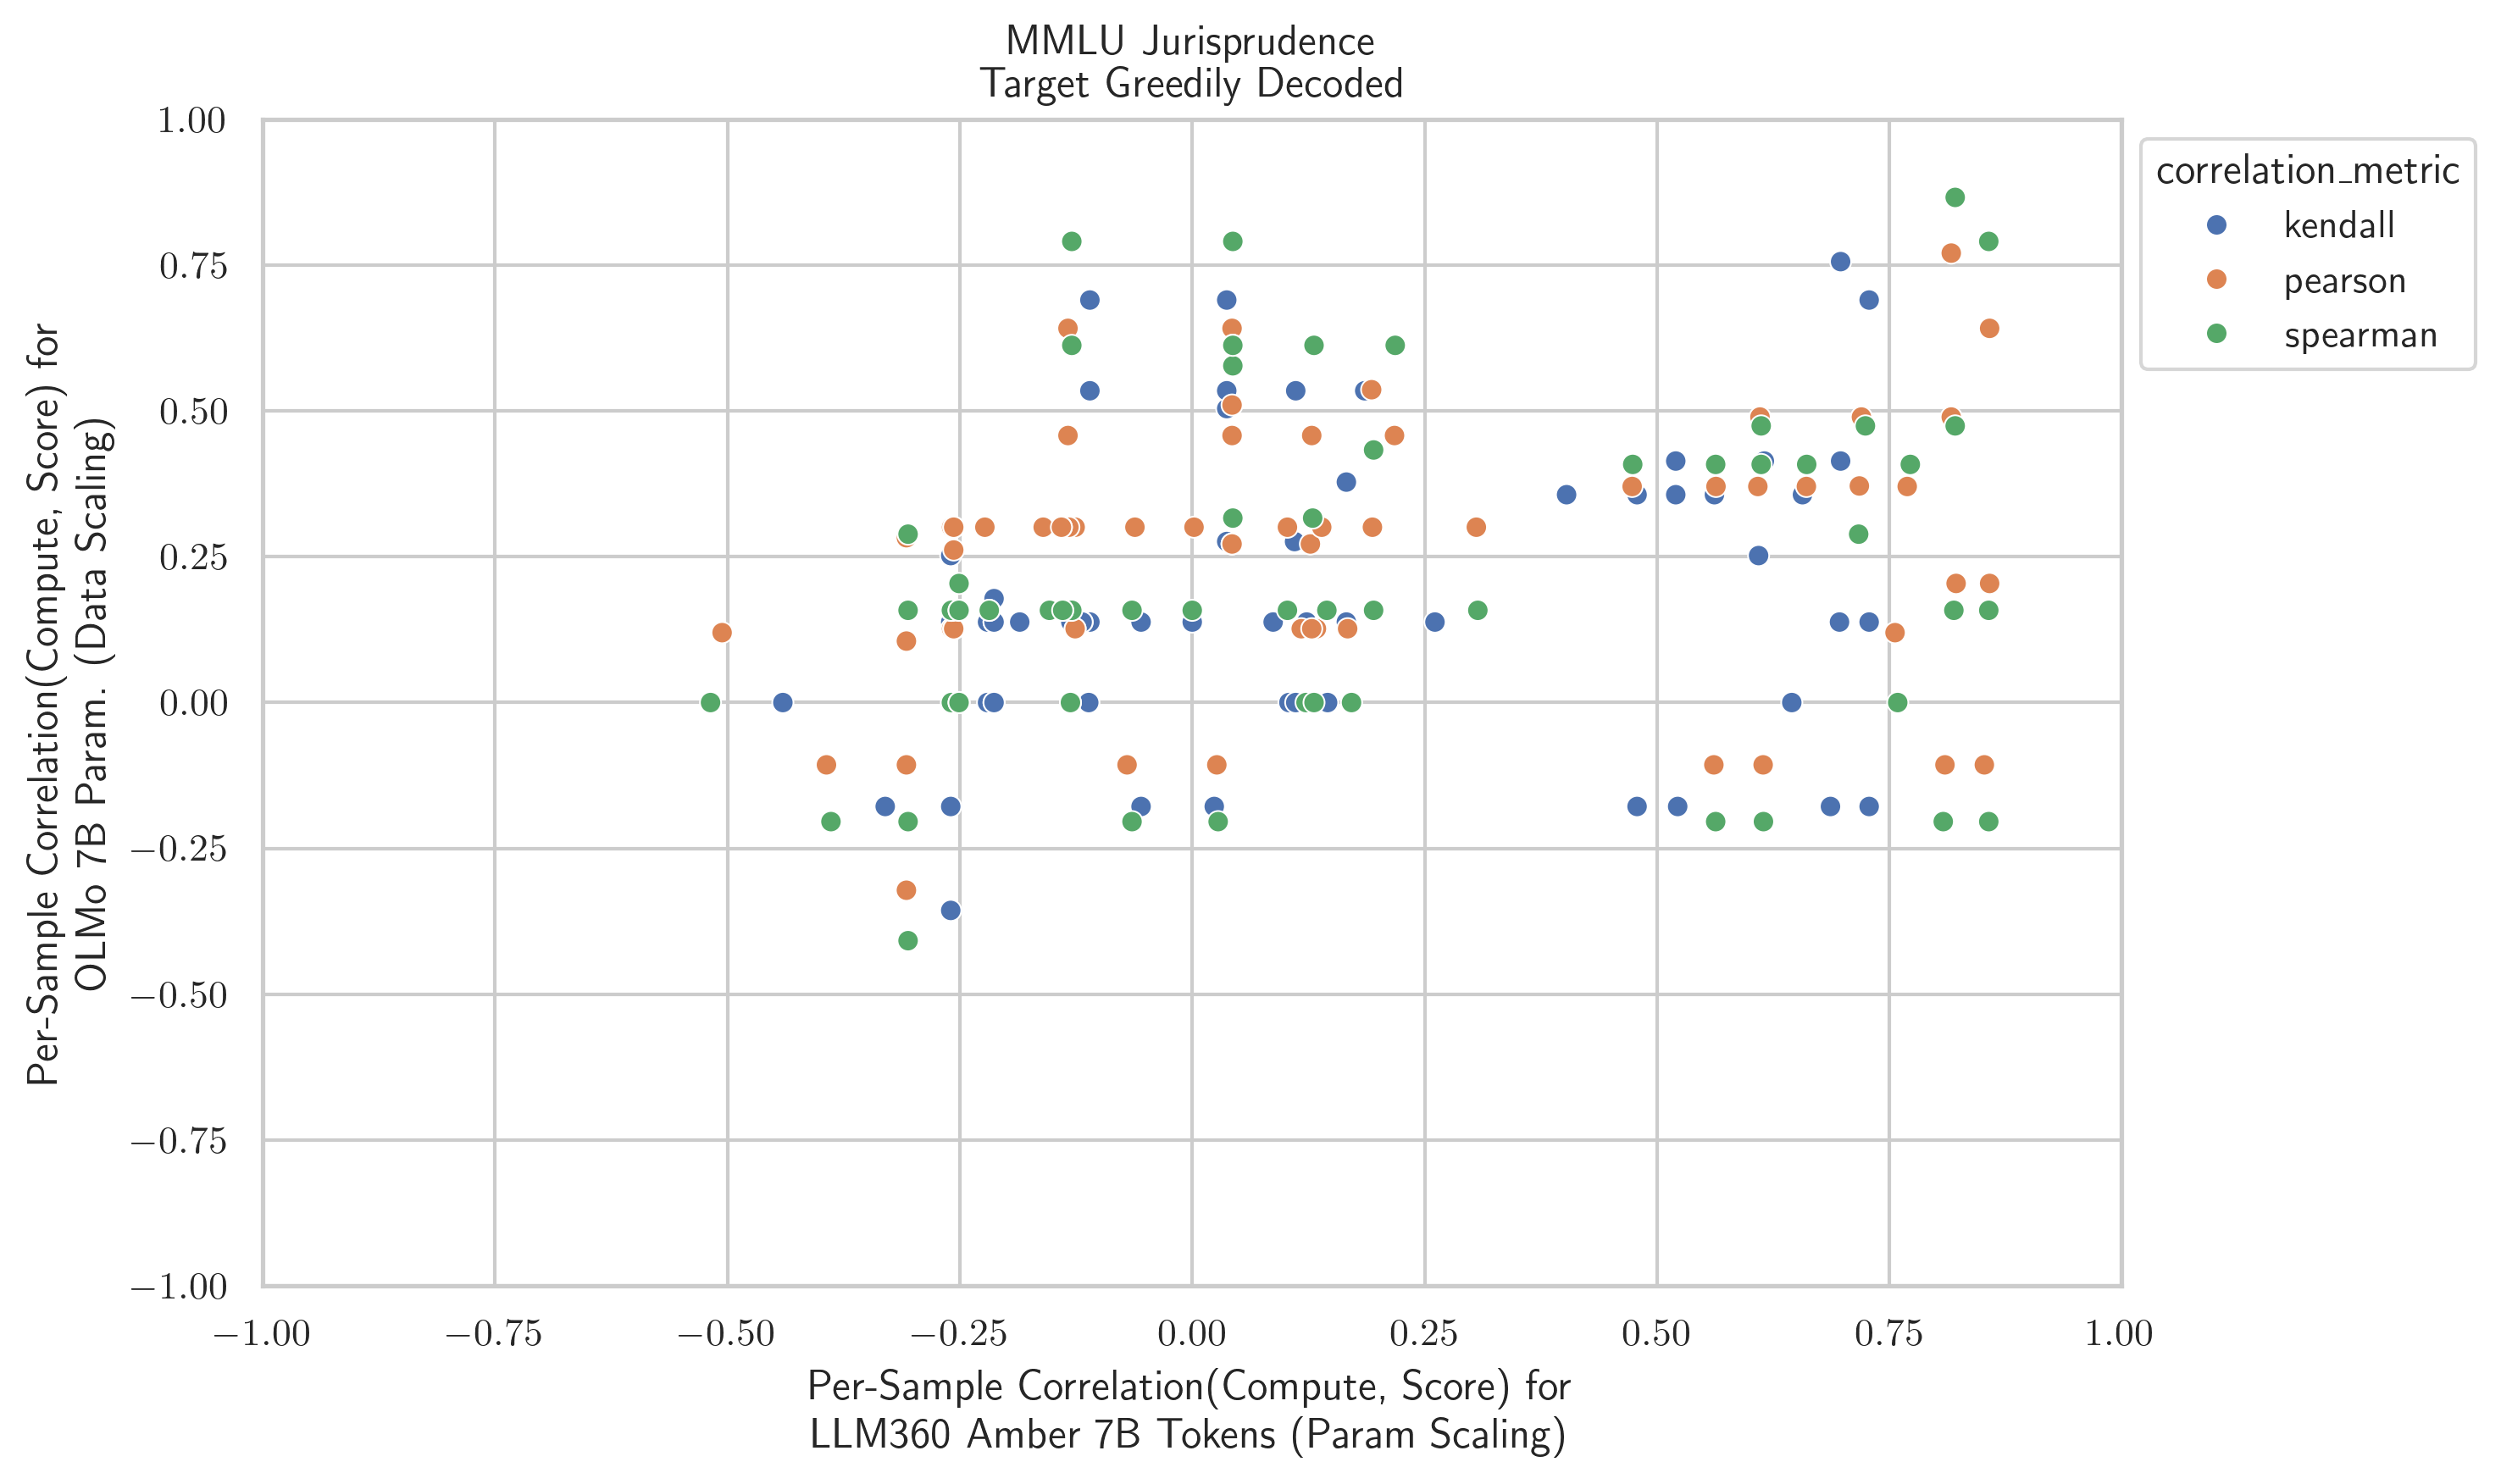 MMLU Jurisprudence
Target Greedily Decoded
Per-Sample Correlation(Compute, Score) for
OLMo 7B Param. (Data Scaling)
1.00
0.75
0.50
0.25
0.00
−0.25
−0.50
−0.75
−1.00
−1.00 −0.75 −0.50 −0.25 0.00 0.25 0.50 0.75 1.00
Per-Sample Correlation(Compute, Score) for
LLM360 Amber 7B Tokens (Param Scaling)
correlation_metric
kendall
pearson
spearman